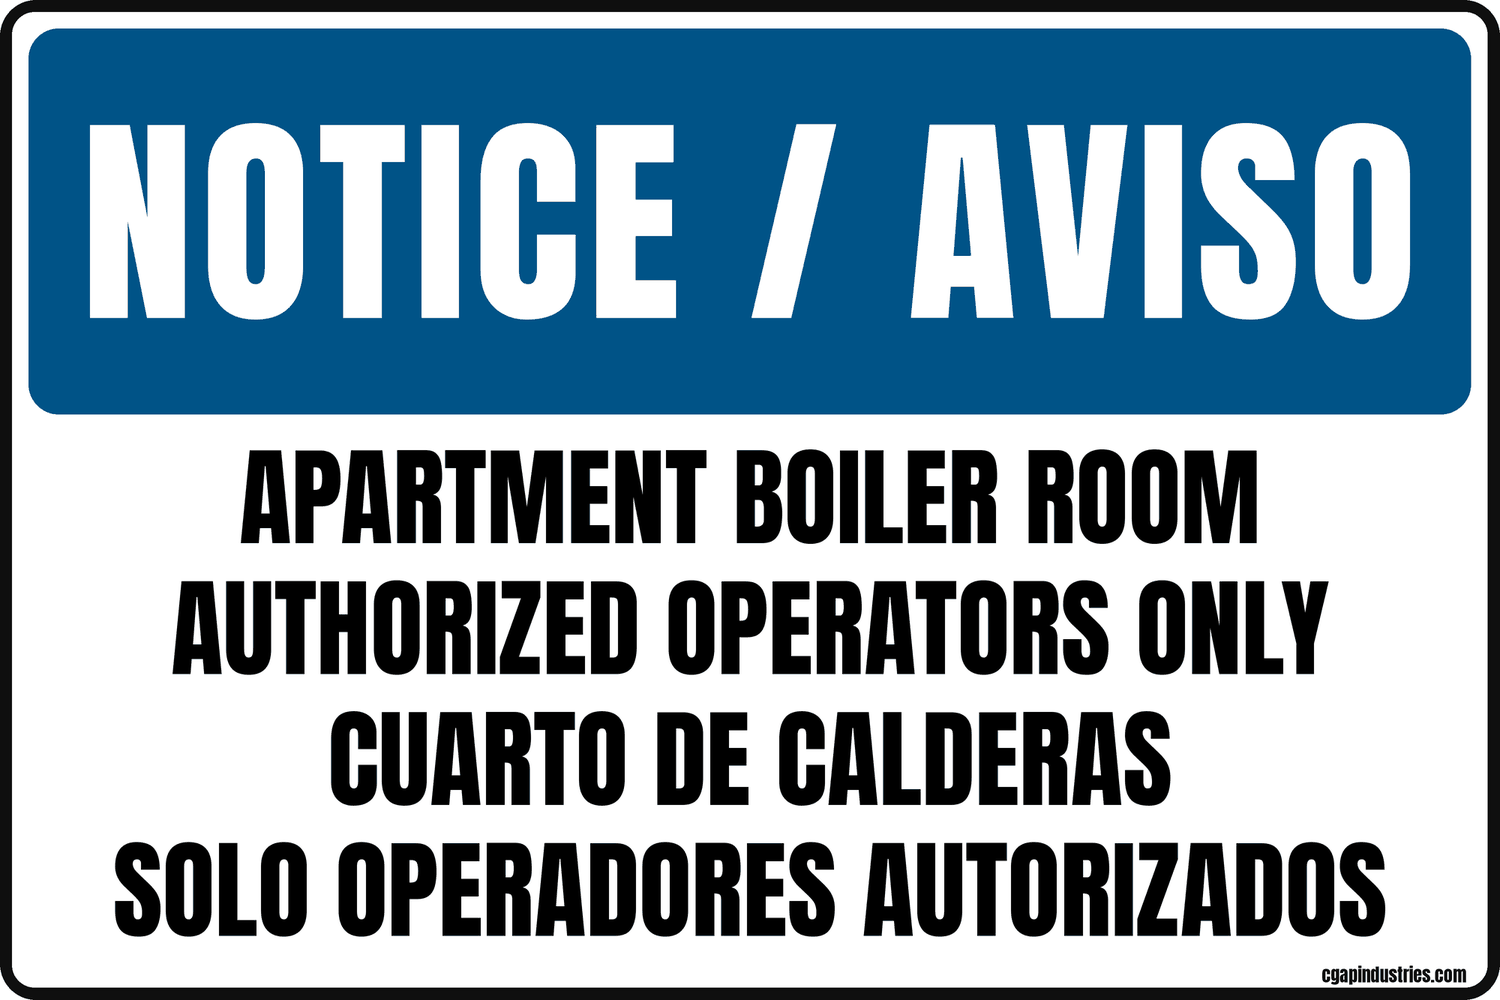 NOTICE / AVISO
APARTMENT BOILER ROOM
AUTHORIZED OPERATORS ONLY
CUARTO DE CALDERAS
SOLO OPERADORES AUTORIZADOS
cgapindustries.com